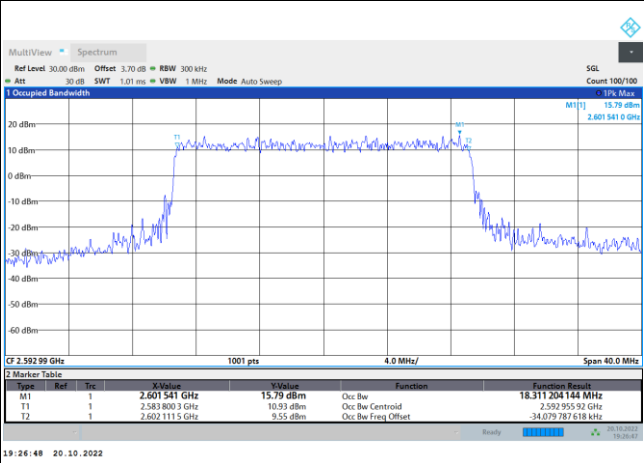 MultiView Spectrum
Ref Level 30.00 dBm Offset 3.70 dB RBW 300 kHz SGL
Att 30 dB SWT 1.01 ms VBW 1 MHz Mode Auto Sweep Count 100/100
1 Occupied Bandwidth 1Pk Max
M1[1] 15.79 dBm
2.601 541 0 GHz
M1
T1 T2
20 dBm
10 dBm
0 dBm
-10 dBm
-20 dBm
-30 dBm
-40 dBm
-50 dBm
-60 dBm
CF 2.592 99 GHz 1001 pts 4.0 MHz/ Span 40.0 MHz
2 Marker Table
Type Ref Trc X-Value Y-Value Function Function Result
M1 1 2.601 541 GHz 15.79 dBm Occ Bw 18.311 204 144 MHz
T1 1 2.583 800 3 GHz 10.93 dBm Occ Bw Centroid 2.592 955 92 GHz
T2 1 2.602 111 5 GHz 9.55 dBm Occ Bw Freq Offset -34.079 787 618 kHz
Ready 20.10.2022
19:26:47
19:26:48 20.10.2022